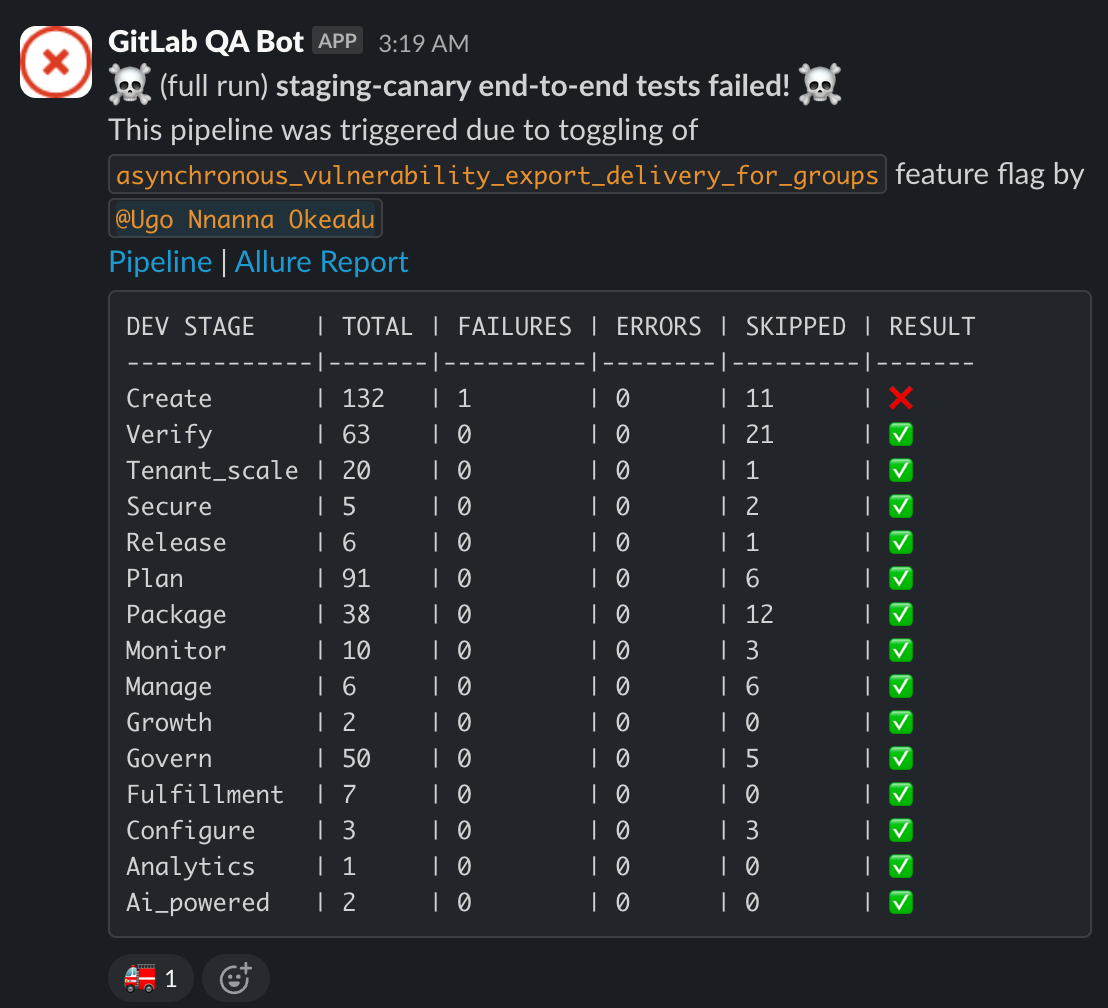 GitLab QA Bot APP 3:19 AM
☠️ (full run) staging-canary end-to-end tests failed! ☠️
This pipeline was triggered due to toggling of
asynchronous_vulnerability_export_delivery_for_groups feature flag by
@Ugo Nnanna Okeadu
Pipeline | Allure Report
DEV STAGE    | TOTAL | FAILURES | ERRORS | SKIPPED | RESULT
-------------|-------|----------|--------|---------|-------
Create       | 132   | 1        | 0      | 11      | ❌
Verify       | 63    | 0        | 0      | 21      | ✅
Tenant_scale | 20    | 0        | 0      | 1       | ✅
Secure       | 5     | 0        | 0      | 2       | ✅
Release      | 6     | 0        | 0      | 1       | ✅
Plan         | 91    | 0        | 0      | 6       | ✅
Package      | 38    | 0        | 0      | 12      | ✅
Monitor      | 10    | 0        | 0      | 3       | ✅
Manage       | 6     | 0        | 0      | 6       | ✅
Growth       | 2     | 0        | 0      | 0       | ✅
Govern       | 50    | 0        | 0      | 5       | ✅
Fulfillment  | 7     | 0        | 0      | 0       | ✅
Configure    | 3     | 0        | 0      | 3       | ✅
Analytics    | 1     | 0        | 0      | 0       | ✅
Ai_powered   | 2     | 0        | 0      | 0       | ✅
🚒 1